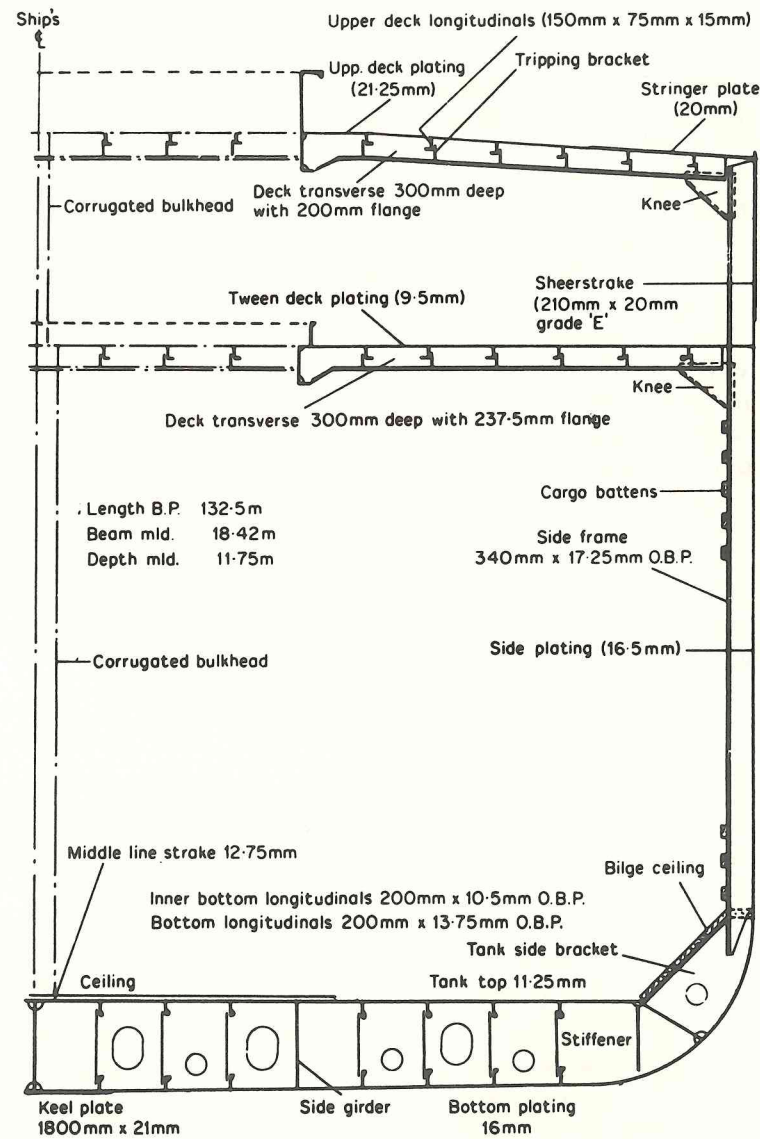 Ship's
℄
Upper deck longitudinals (150mm x 75mm x 15mm)
Upp. deck plating
(21·25mm)
Tripping bracket
Stringer plate
(20mm)
Corrugated bulkhead
Deck transverse 300mm deep
with 200mm flange
Knee
Tween deck plating (9·5mm)
Sheerstrake
(210mm x 20mm
grade 'E'
Knee
Deck transverse 300mm deep with 237·5mm flange
Length B.P. 132·5m
Beam mld. 18·42m
Depth mld. 11·75m
Cargo battens
Side frame
340mm x 17·25mm O.B.P.
Corrugated bulkhead
Side plating (16·5mm)
Middle line strake 12·75mm
Bilge ceiling
Inner bottom longitudinals 200mm x 10·5mm O.B.P.
Bottom longitudinals 200mm x 13·75mm O.B.P.
Tank side bracket
Ceiling
Tank top 11·25mm
Stiffener
Keel plate
1800mm x 21mm
Side girder
Bottom plating
16mm